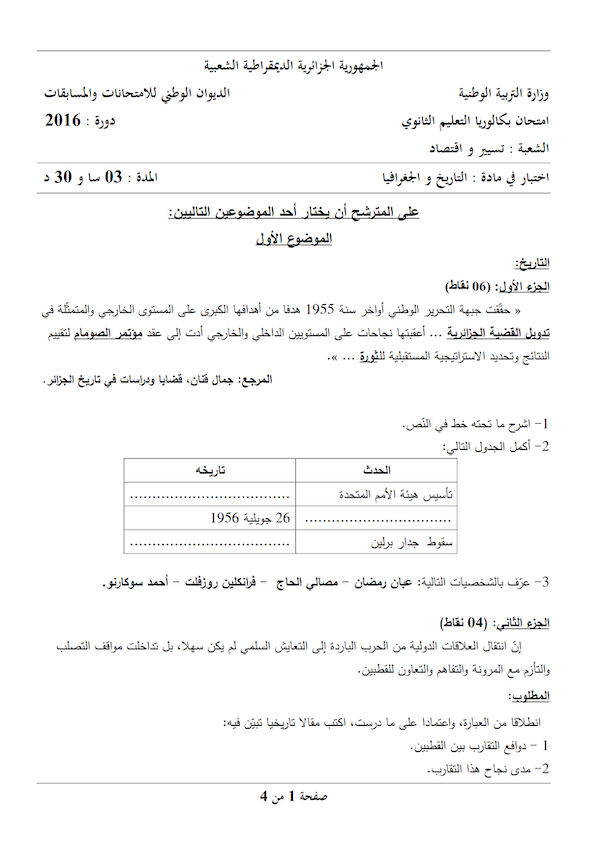 الجمهورية الجزائرية الديمقراطية الشعبية
وزارة التربية الوطنية الديوان الوطني للامتحانات والمسابقات
امتحان بكالوريا التعليم الثانوي دورة : 2016
الشعبة : تسيير و اقتصاد
اختبار في مادة : التاريخ و الجغرافيا المدة : 03 سا و 30 د
على المترشح أن يختار أحد الموضوعين التاليين:
الموضوع الأول
التاريخ:
الجزء الأول: (06 نقاط)
« حقّقت جبهة التحرير الوطني أواخر سنة 1955 هدفا من أهدافها الكبرى على المستوى الخارجي والمتمثّلة في
تدويل القضية الجزائرية ... أعقبتها نجاحات على المستويين الداخلي والخارجي أدت إلى عقد مؤتمر الصومام لتقييم
النتائج وتحديد الاستراتيجية المستقبلية للثورة ... ».
المرجع: جمال قنان، قضايا ودراسات في تاريخ الجزائر.
1- اشرح ما تحته خط في النّص.
2- أكمل الجدول التالي:
الحدث تاريخه
تأسيس هيئة الأمم المتحدة ....................................
................................. 26 جويلية 1956
سقوط جدار برلين ....................................
3- عرّف بالشخصيات التالية: عبان رمضان - مصالي الحاج - فرانكلين روزفلت - أحمد سوكارنو.
الجزء الثاني: (04 نقاط)
إنّ انتقال العلاقات الدولية من الحرب الباردة إلى التعايش السلمي لم يكن سهلا، بل تداخلت مواقف التصلب
والتأزم مع المرونة والتفاهم والتعاون للقطبين.
المطلوب:
انطلاقا من العبارة، واعتمادا على ما درست، اكتب مقالا تاريخيا تبيّن فيه:
1 - دوافع التقارب بين القطبين.
2- مدى نجاح هذا التقارب.
صفحة 1 من 4